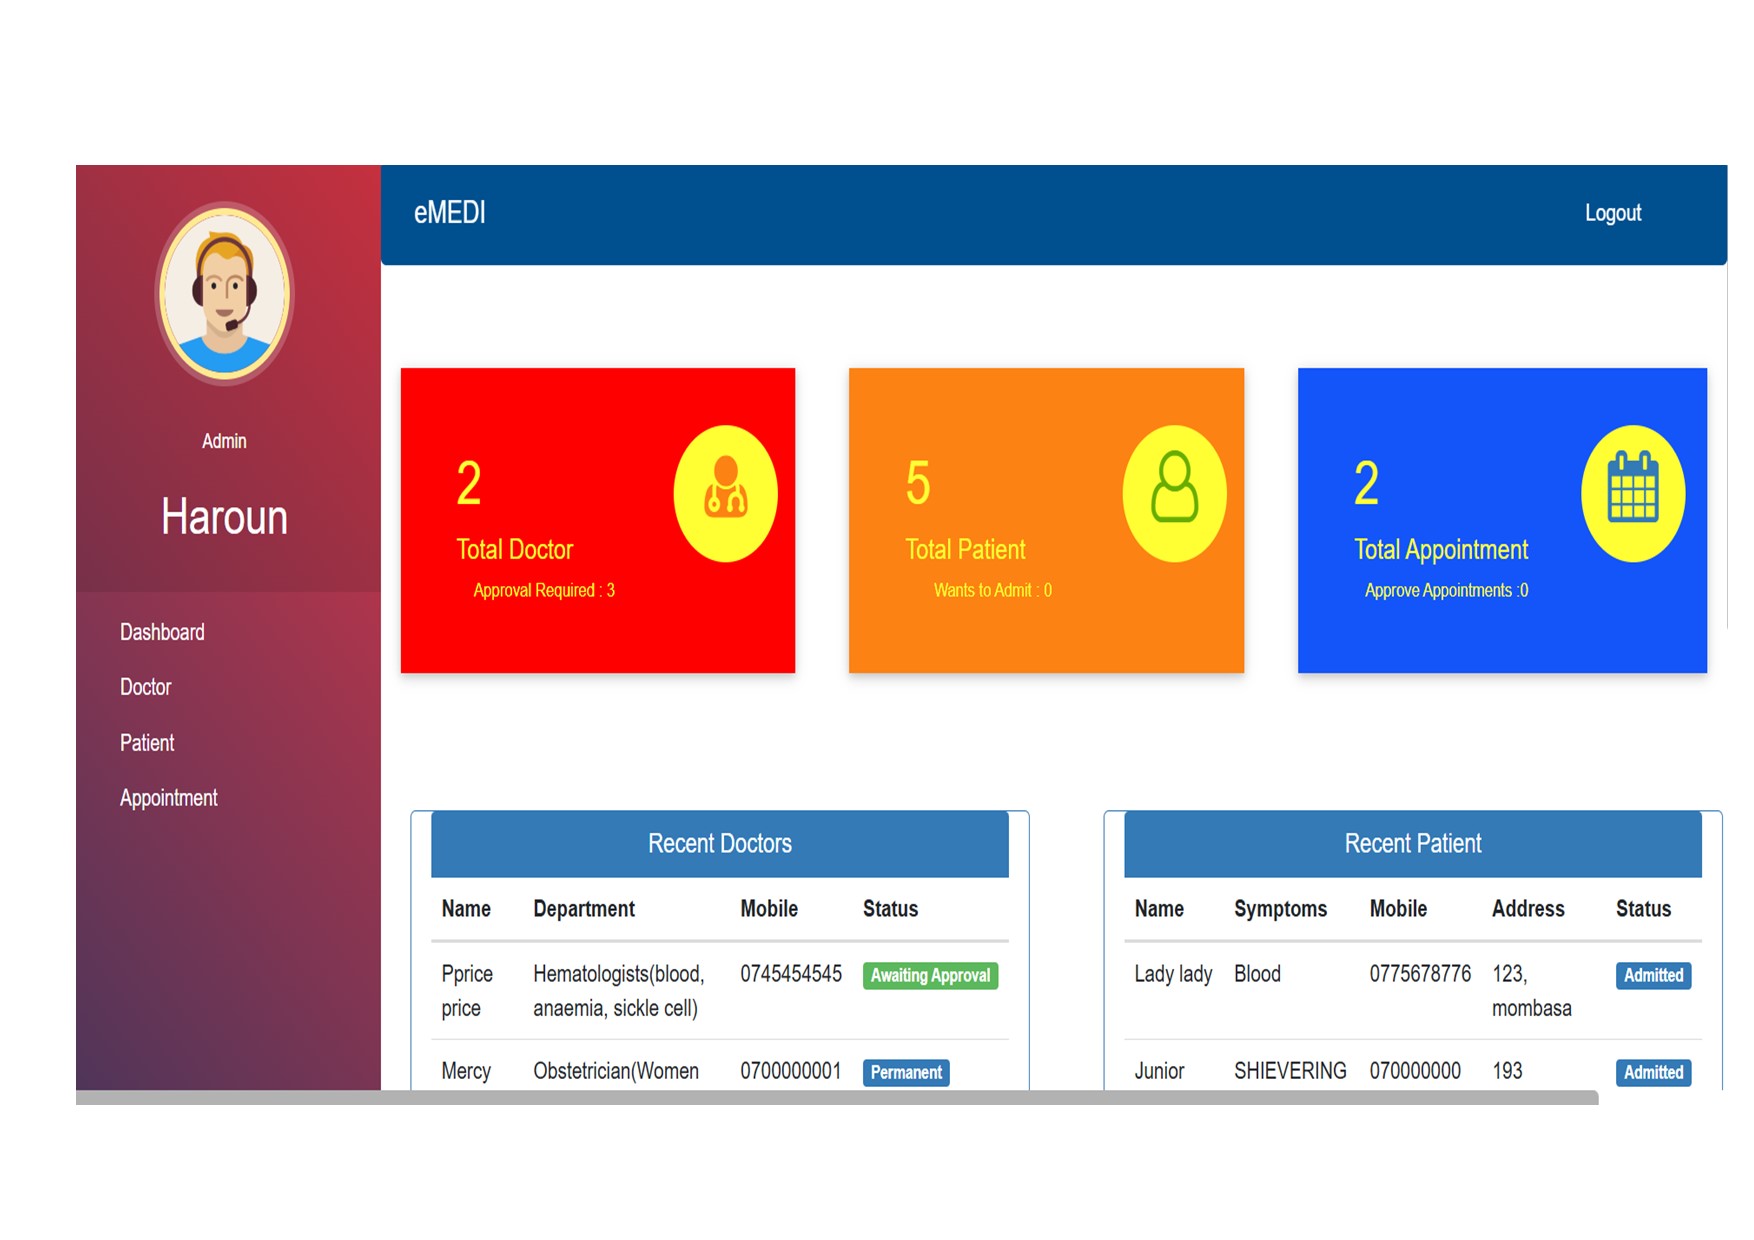 eMEDI
Logout
Admin
Haroun
Dashboard
Doctor
Patient
Appointment
2
Total Doctor
Approval Required : 3
5
Total Patient
Wants to Admit : 0
2
Total Appointment
Approve Appointments :0
Recent Doctors
Name Department Mobile Status
Pprice Hematologists(blood, 0745454545 Awaiting Approval
price anaemia, sickle cell)
Mercy Obstetrician(Women 0700000001 Permanent
Recent Patient
Name Symptoms Mobile Address Status
Lady lady Blood 0775678776 123, Admitted
mombasa
Junior SHIEVERING 070000000 193 Admitted